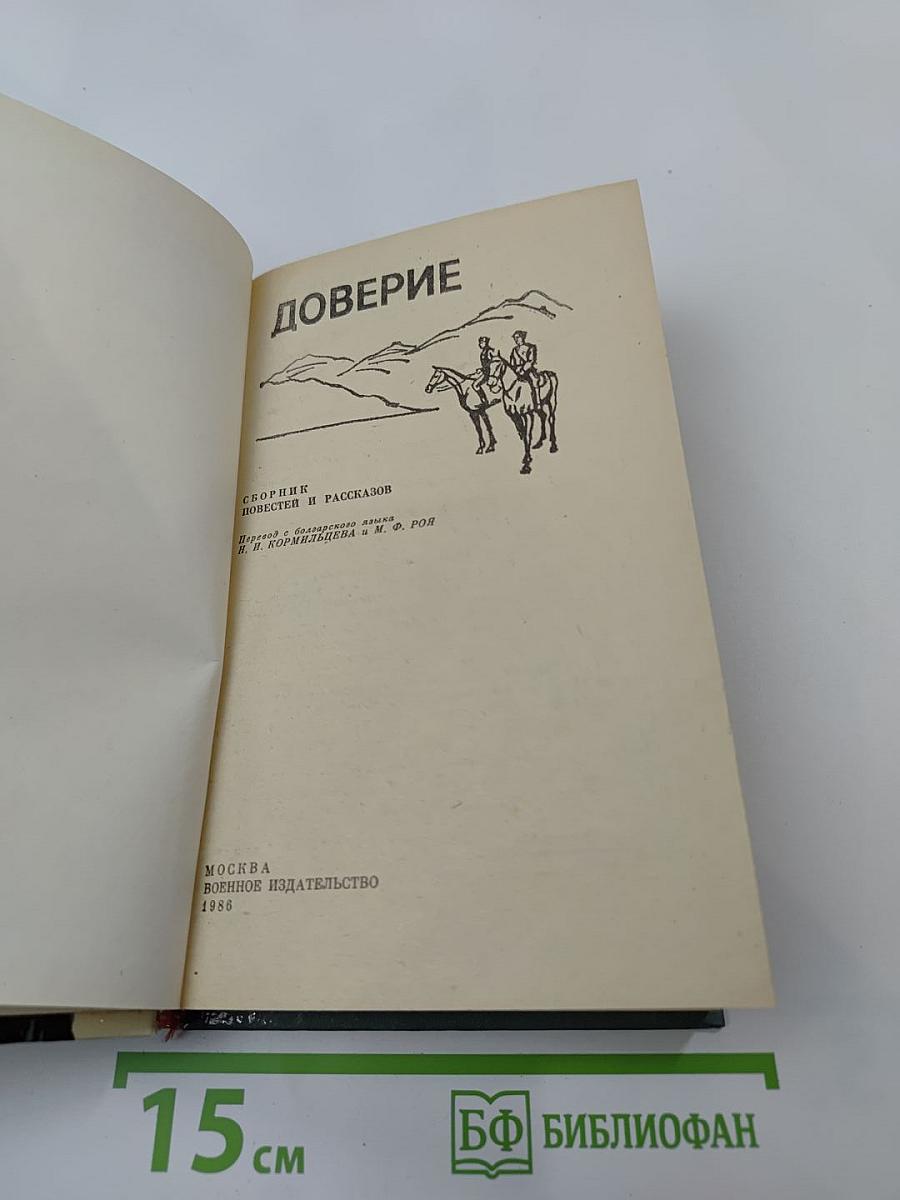 ДОВЕРИЕ
СБОРНИК
ПОВЕСТЕЙ И РАССКАЗОВ
Перевод с болгарского языка
Н. И. КОРМИЛЬЦЕВА и М. Ф. РОЯ
МОСКВА
ВОЕННОЕ ИЗДАТЕЛЬСТВО
1986
15 см
БФ БИБЛИОФАН